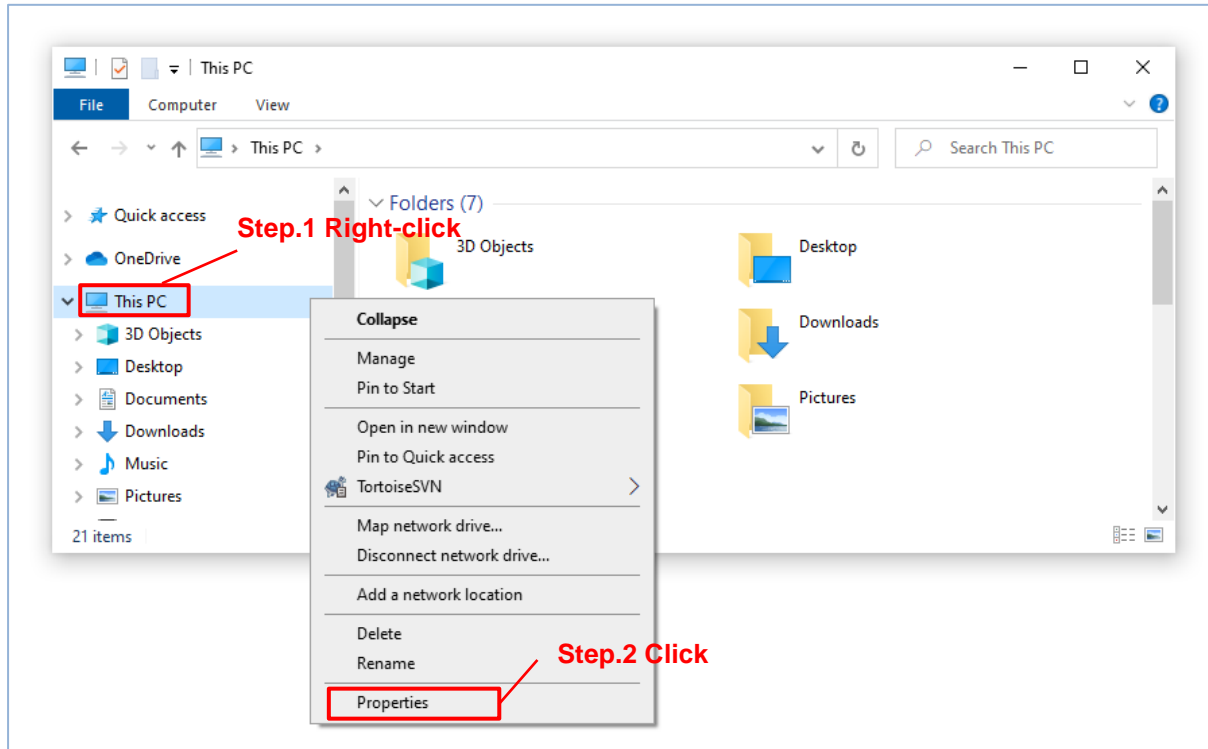 This PC
File Computer View
This PC
Search This PC
Quick access
OneDrive
This PC
3D Objects
Desktop
Documents
Downloads
Music
Pictures
21 items
Step.1 Right-click
Folders (7)
3D Objects
Desktop
Downloads
Pictures
Collapse
Manage
Pin to Start
Open in new window
Pin to Quick access
TortoiseSVN
Map network drive...
Disconnect network drive...
Add a network location
Delete
Rename
Properties
Step.2 Click